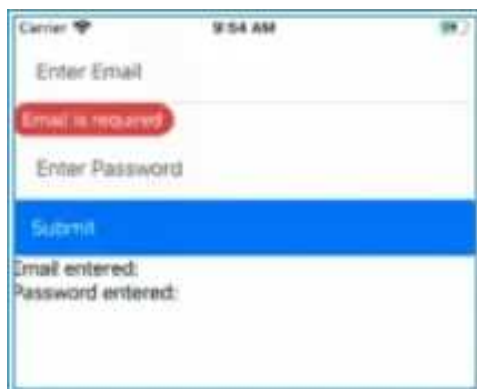 Carrier 9:54 AM
Enter Email
Email is required
Enter Password
Submit
Email entered:
Password entered: